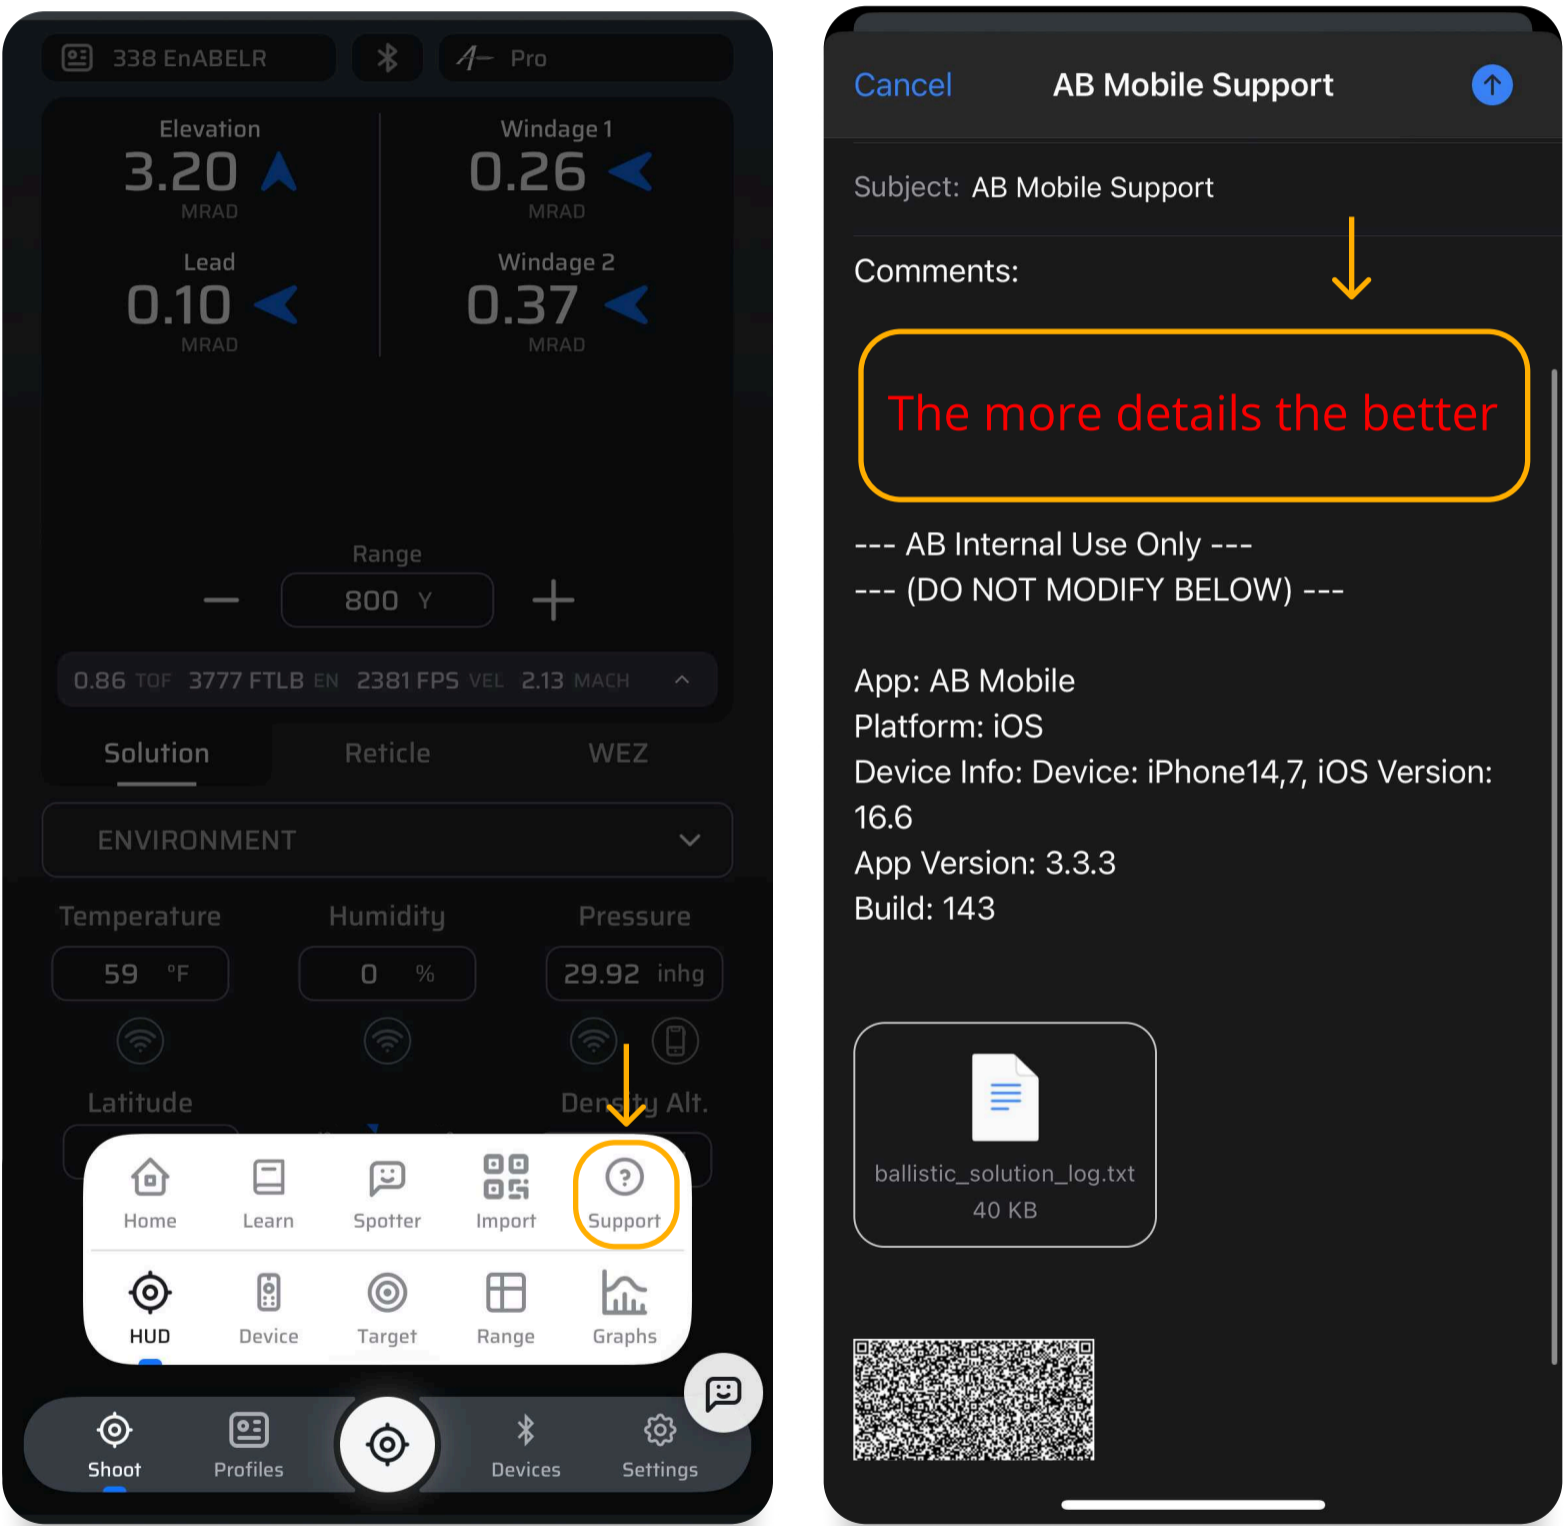 338 EnABELR
Pro
Elevation
3.20
MRAD
Windage 1
0.26
MRAD
Lead
0.10
MRAD
Windage 2
0.37
MRAD
Range
800 Y
0.86 TOF 3777 FTLB EN 2381 FPS VEL 2.13 MACH
Solution Reticle WEZ
ENVIRONMENT
Temperature Humidity Pressure
59 °F 0 % 29.92 inhg
Latitude Density Alt.
Home Learn Spotter Import Support
HUD Device Target Range Graphs
Shoot Profiles Devices Settings
Cancel AB Mobile Support
Subject: AB Mobile Support
Comments:
The more details the better
--- AB Internal Use Only ---
--- (DO NOT MODIFY BELOW) ---
App: AB Mobile
Platform: iOS
Device Info: Device: iPhone14,7, iOS Version:
16.6
App Version: 3.3.3
Build: 143
ballistic_solution_log.txt
40 KB